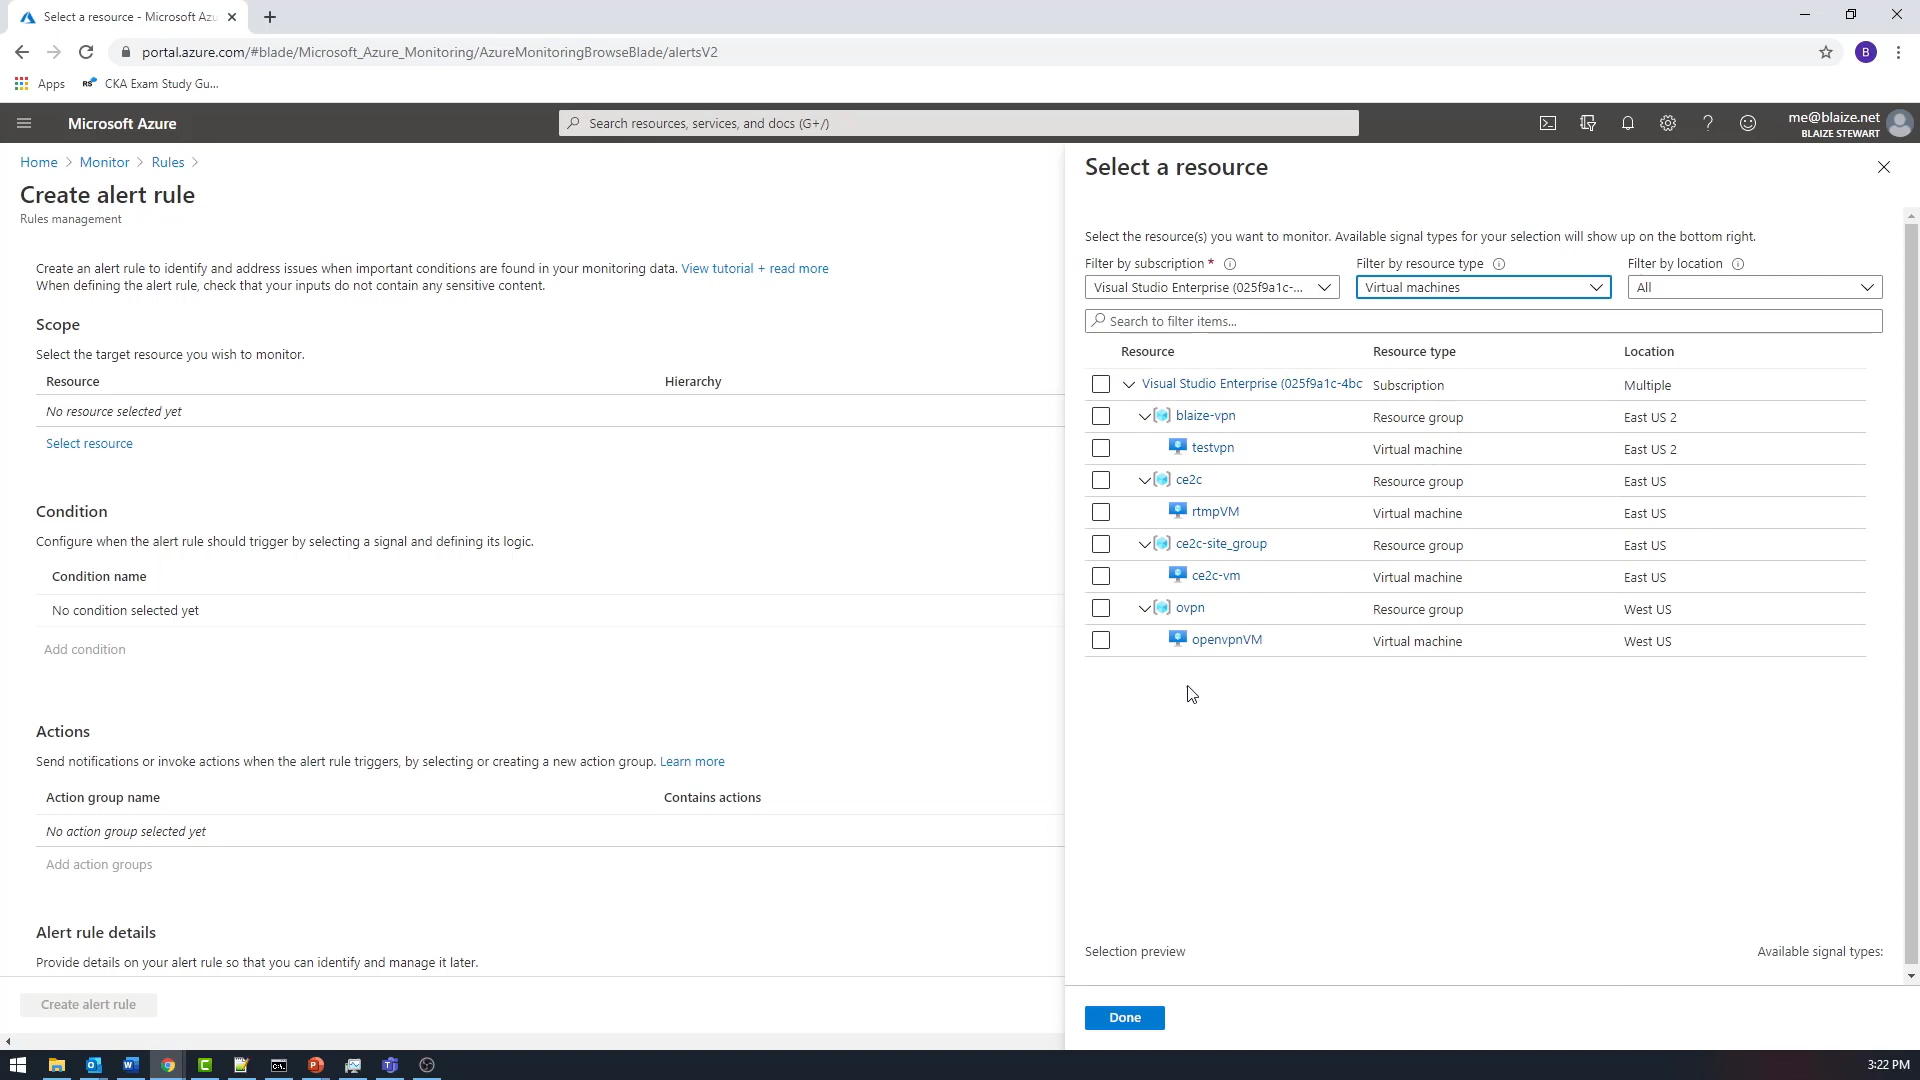 Select a resource - Microsoft Azu
portal.azure.com/#blade/Microsoft_Azure_Monitoring/AzureMonitoringBrowseBlade/alertsV2
B
Apps
RS
CKA Exam Study Gu...
Microsoft Azure
Search resources, services, and docs (G+/)
me@blaize.net
BLAIZE STEWART
Home > Monitor > Rules >
Create alert rule
Rules management
Create an alert rule to identify and address issues when important conditions are found in your monitoring data. View tutorial + read more
When defining the alert rule, check that your inputs do not contain any sensitive content.
Scope
Select the target resource you wish to monitor.
Resource
Hierarchy
No resource selected yet
Select resource
Condition
Configure when the alert rule should trigger by selecting a signal and defining its logic.
Condition name
No condition selected yet
Add condition
Actions
Send notifications or invoke actions when the alert rule triggers, by selecting or creating a new action group. Learn more
Action group name
Contains actions
No action group selected yet
Add action groups
Alert rule details
Provide details on your alert rule so that you can identify and manage it later.
Create alert rule
Select a resource
Select the resource(s) you want to monitor. Available signal types for your selection will show up on the bottom right.
Filter by subscription *
Filter by resource type
Filter by location
Visual Studio Enterprise (025f9a1c-...
Virtual machines
All
Search to filter items...
Resource
Resource type
Location
Visual Studio Enterprise (025f9a1c-4bc
Subscription
Multiple
blaize-vpn
Resource group
East US 2
testvpn
Virtual machine
East US 2
ce2c
Resource group
East US
rtmpVM
Virtual machine
East US
ce2c-site_group
Resource group
East US
ce2c-vm
Virtual machine
East US
ovpn
Resource group
West US
openvpnVM
Virtual machine
West US
Selection preview
Available signal types:
Done
3:22 PM